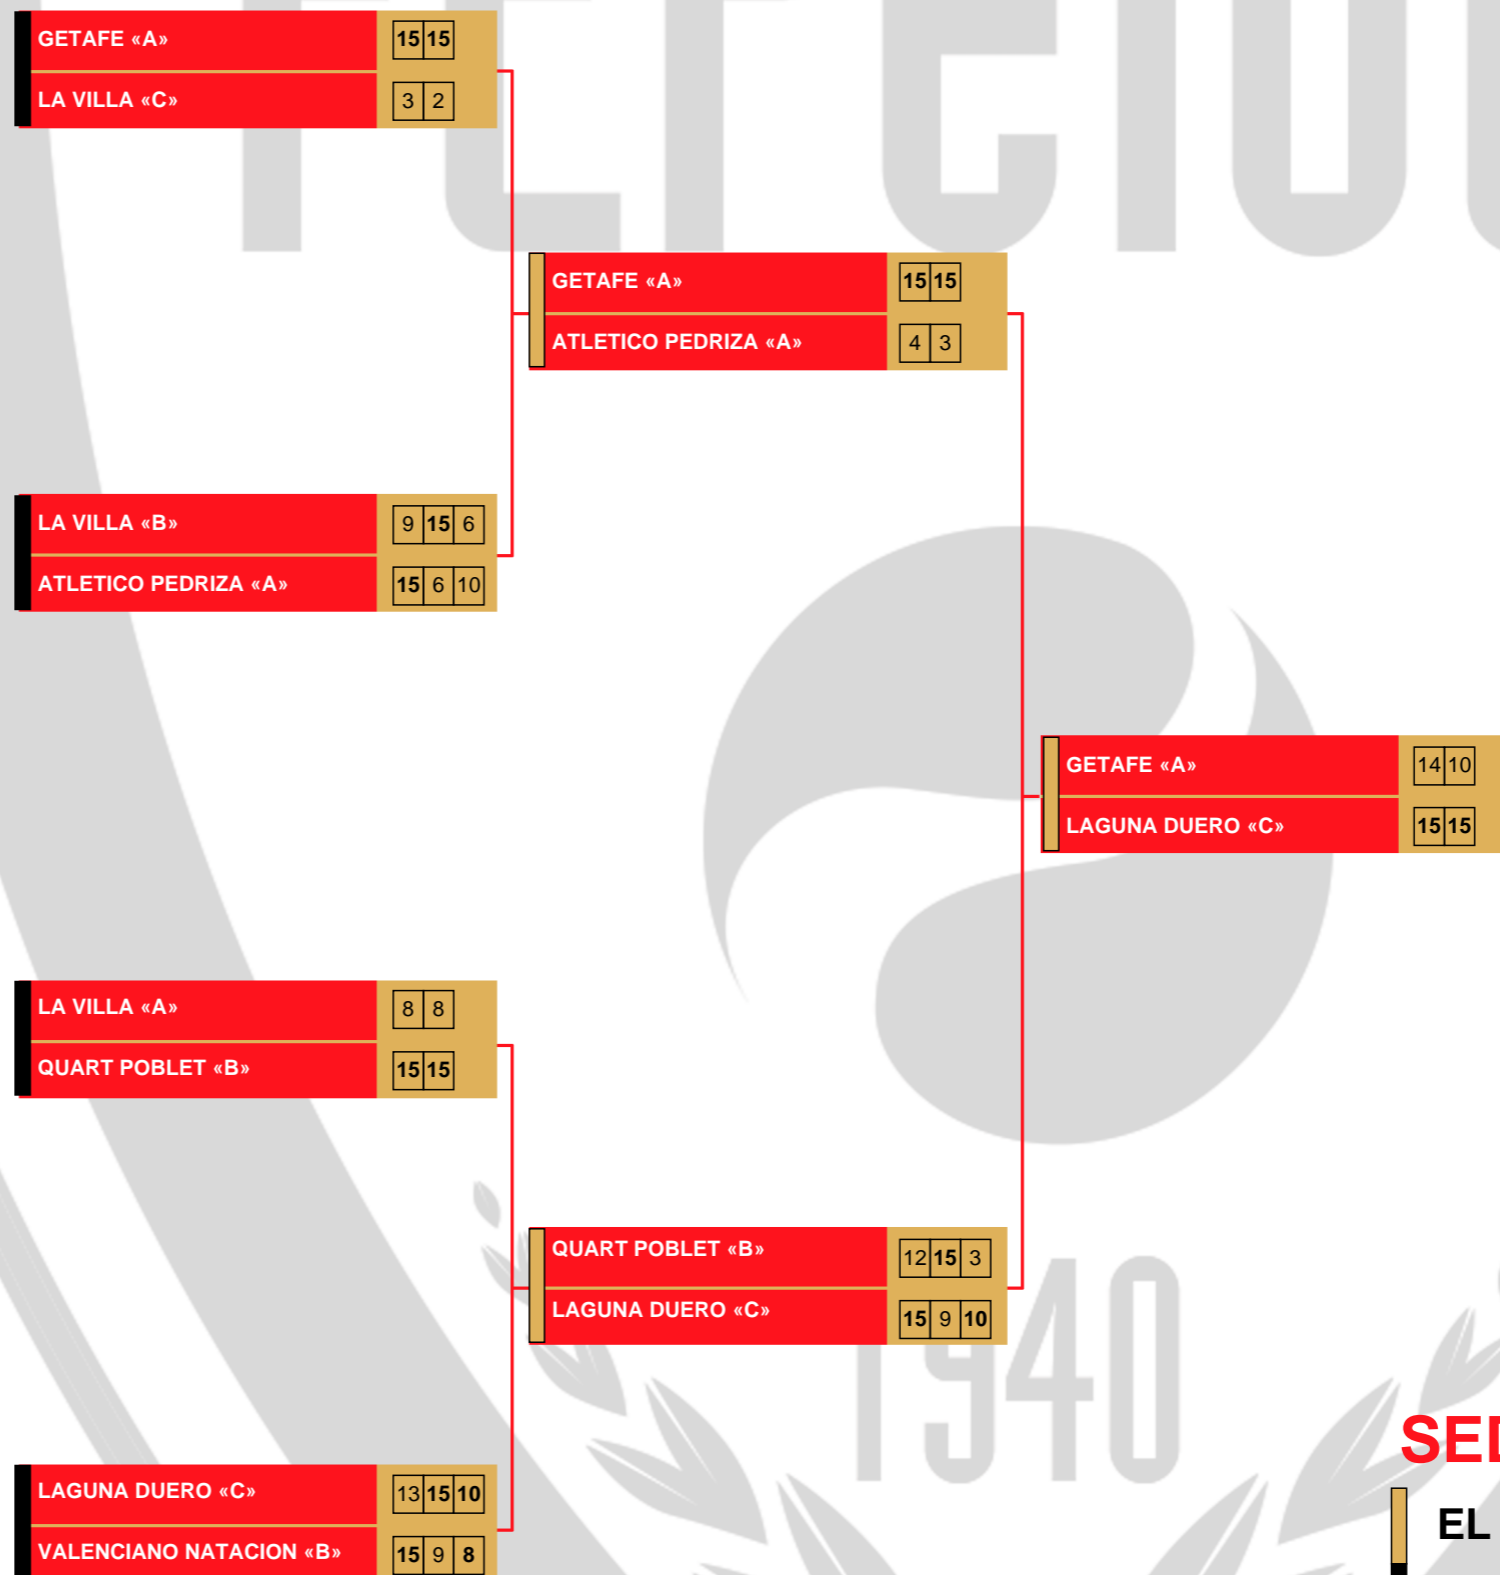 GETAFE «A» 15 15
LA VILLA «C» 3 2
GETAFE «A» 15 15
ATLETICO PEDRIZA «A» 4 3
LA VILLA «B» 9 15 6
ATLETICO PEDRIZA «A» 15 6 10
GETAFE «A» 14 10
LAGUNA DUERO «C» 15 15
LA VILLA «A» 8 8
QUART POBLET «B» 15 15
QUART POBLET «B» 12 15 3
LAGUNA DUERO «C» 15 9 10
1940
LAGUNA DUERO «C» 13 15 10
VALENCIANO NATACION «B» 15 9 8
EL